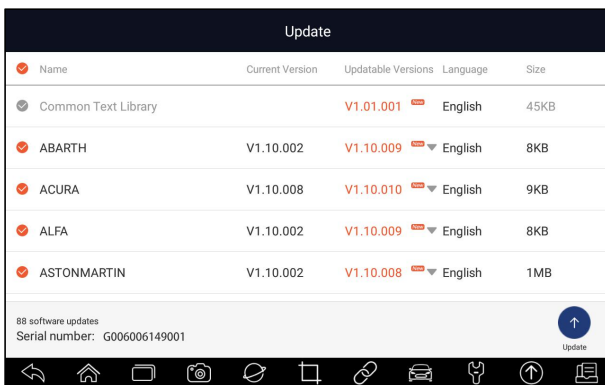 Update
Name Current Version Updatable Versions Language Size
Common Text Library V1.01.001 New English 45KB
ABARTH V1.10.002 V1.10.009 New English 8KB
ACURA V1.10.008 V1.10.010 New English 9KB
ALFA V1.10.002 V1.10.009 New English 8KB
ASTONMARTIN V1.10.002 V1.10.008 New English 1MB
88 software updates
Serial number: G006006149001
Update